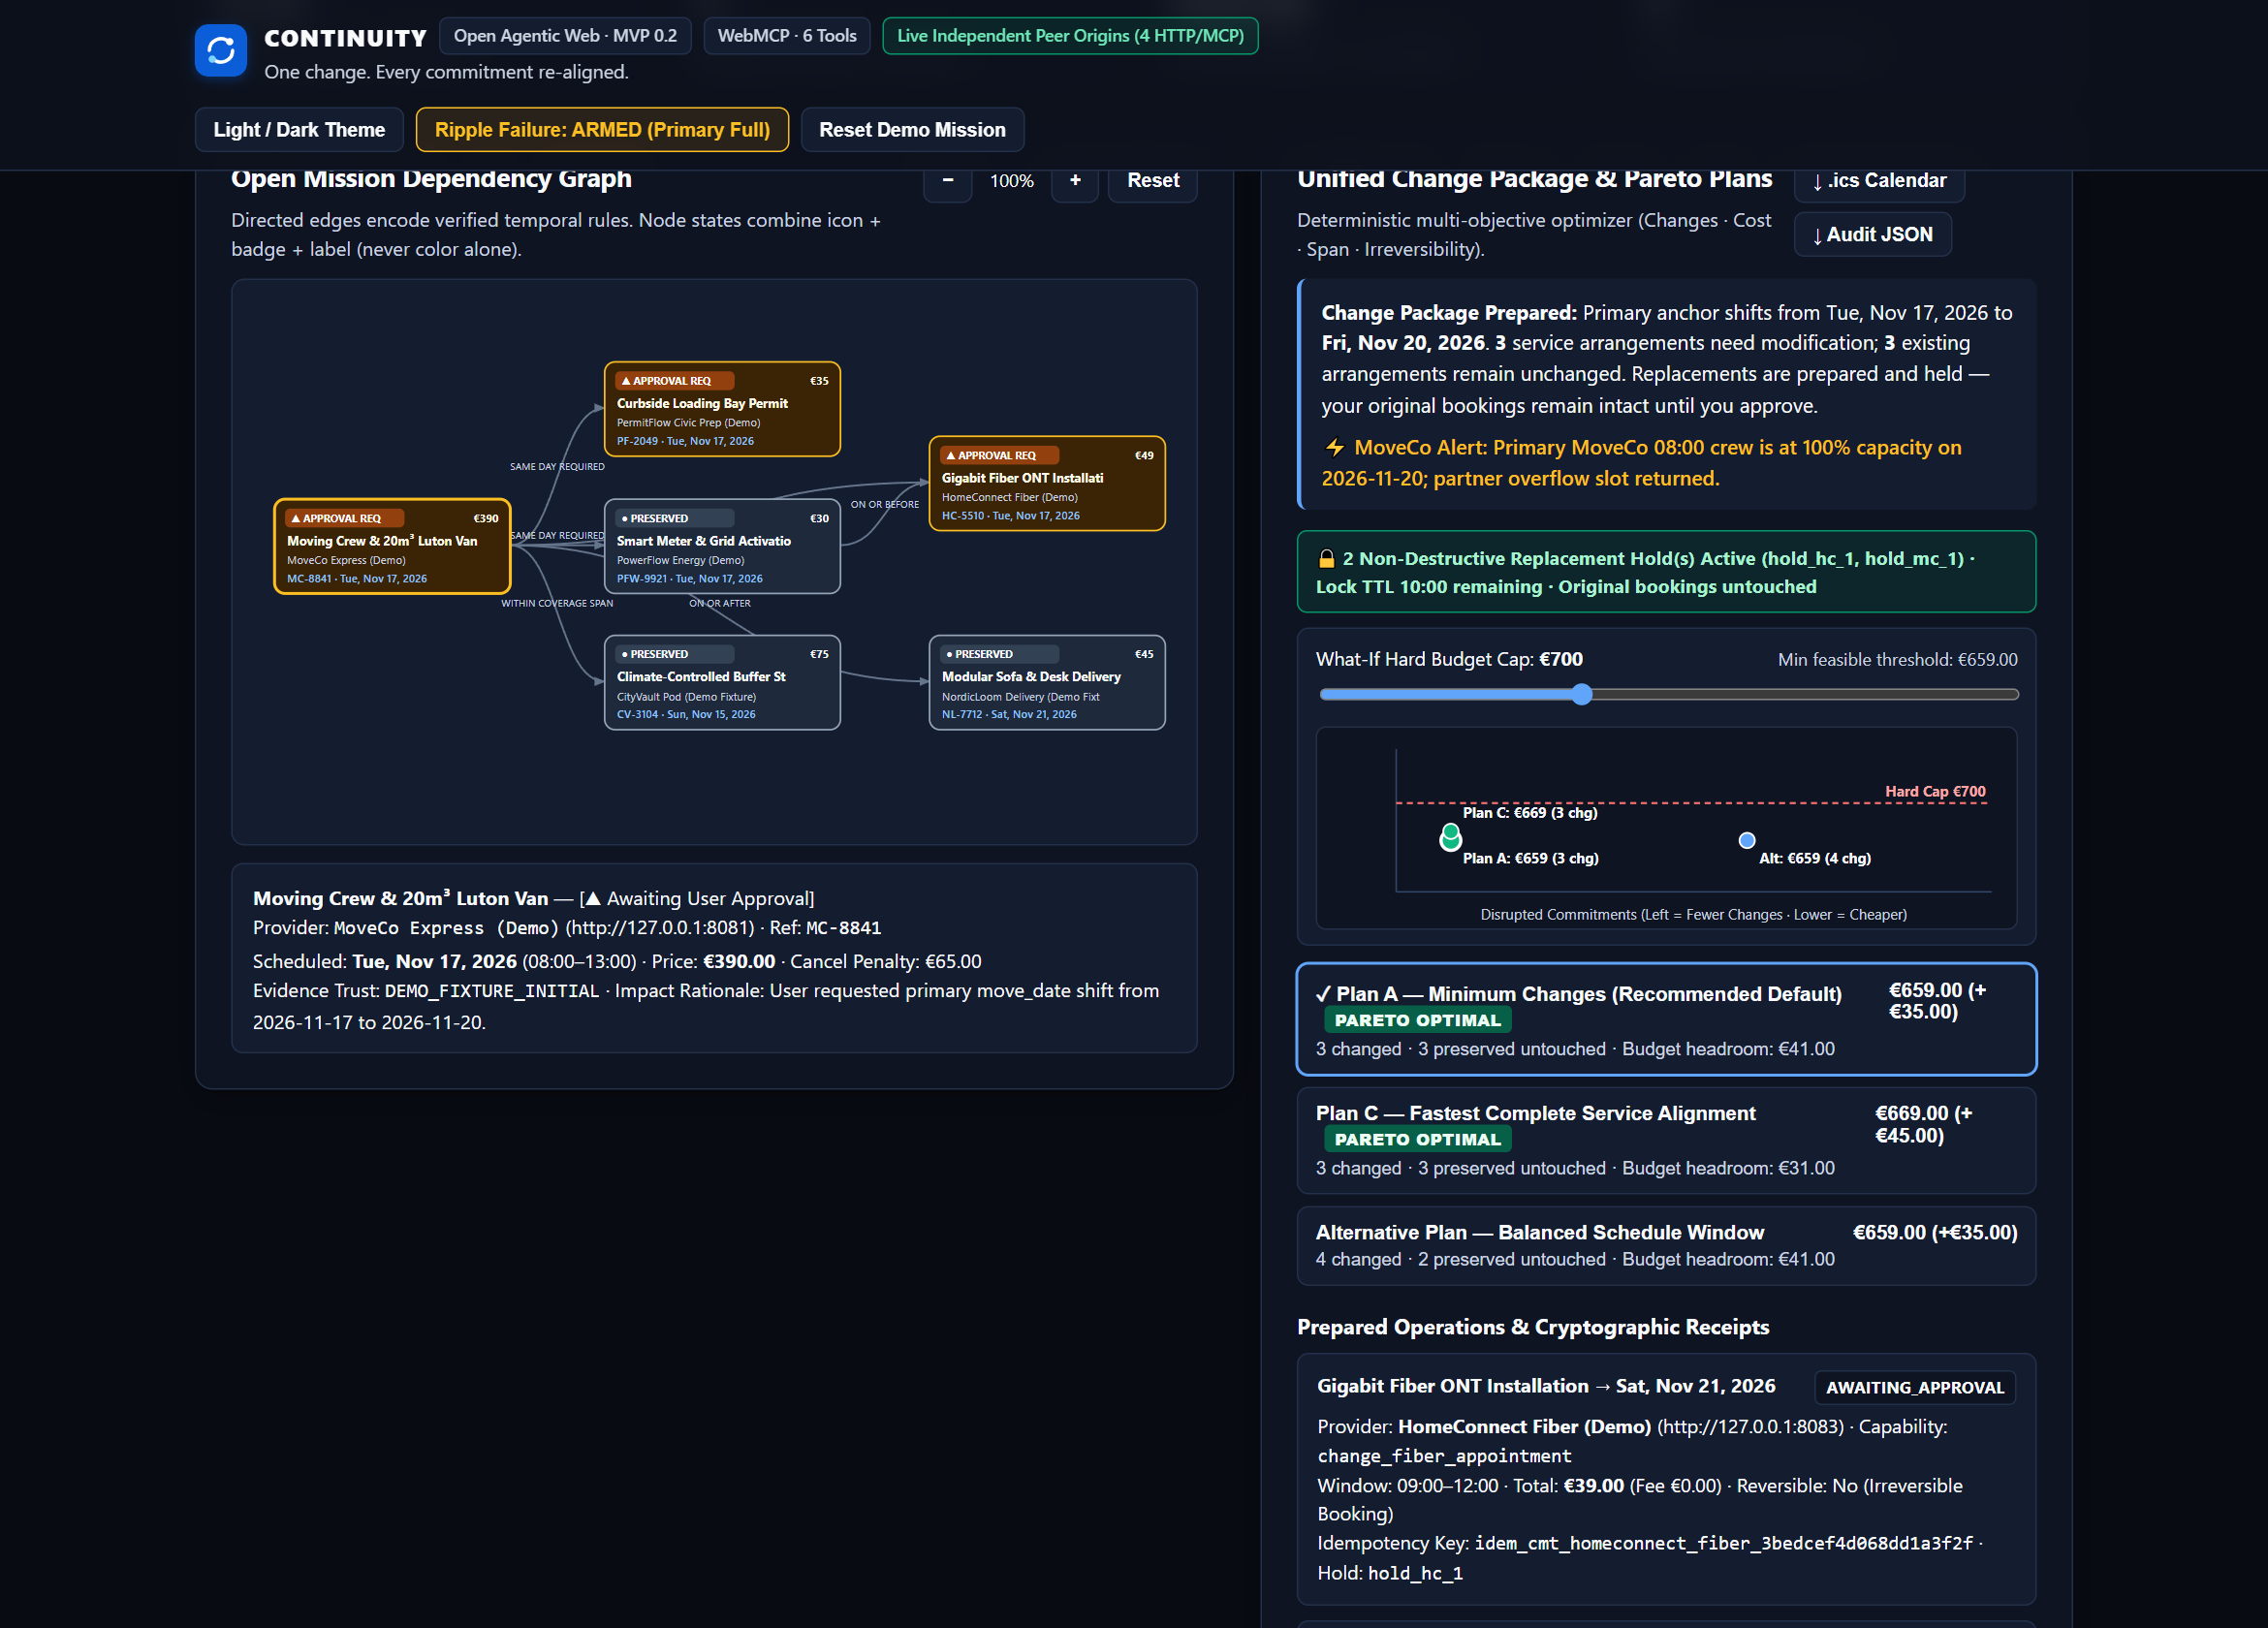 CONTINUITY
Open Agentic Web · MVP 0.2
WebMCP · 6 Tools
Live Independent Peer Origins (4 HTTP/MCP)
One change. Every commitment re-aligned.
Light / Dark Theme
Ripple Failure: ARMED (Primary Full)
Reset Demo Mission
Open Mission Dependency Graph
−
100%
+
Reset
Directed edges encode verified temporal rules. Node states combine icon +
badge + label (never color alone).
▲ APPROVAL REQ
€35
Curbside Loading Bay Permit
PermitFlow Civic Prep (Demo)
PF-2049 · Tue, Nov 17, 2026
SAME DAY REQUIRED
▲ APPROVAL REQ
€49
Gigabit Fiber ONT Installati
HomeConnect Fiber (Demo)
HC-5510 · Tue, Nov 17, 2026
ON OR BEFORE
▲ APPROVAL REQ
€390
Moving Crew & 20m³ Luton Van
MoveCo Express (Demo)
MC-8841 · Tue, Nov 17, 2026
SAME DAY REQUIRED
● PRESERVED
€30
Smart Meter & Grid Activatio
PowerFlow Energy (Demo)
PFW-9921 · Tue, Nov 17, 2026
WITHIN COVERAGE SPAN
ON OR AFTER
● PRESERVED
€75
Climate-Controlled Buffer St
CityVault Pod (Demo Fixture)
CV-3104 · Sun, Nov 15, 2026
● PRESERVED
€45
Modular Sofa & Desk Delivery
NordicLoom Delivery (Demo Fixt
NL-7712 · Sat, Nov 21, 2026
Moving Crew & 20m³ Luton Van — [▲ Awaiting User Approval]
Provider: MoveCo Express (Demo) (http://127.0.0.1:8081) · Ref: MC-8841
Scheduled: Tue, Nov 17, 2026 (08:00–13:00) · Price: €390.00 · Cancel Penalty: €65.00
Evidence Trust: DEMO_FIXTURE_INITIAL · Impact Rationale: User requested primary move_date shift from
2026-11-17 to 2026-11-20.
Unified Change Package & Pareto Plans
↓ .ics Calendar
Deterministic multi-objective optimizer (Changes · Cost
· Span · Irreversibility).
↓ Audit JSON
Change Package Prepared: Primary anchor shifts from Tue, Nov 17, 2026 to
Fri, Nov 20, 2026. 3 service arrangements need modification; 3 existing
arrangements remain unchanged. Replacements are prepared and held —
your original bookings remain intact until you approve.
⚡ MoveCo Alert: Primary MoveCo 08:00 crew is at 100% capacity on
2026-11-20; partner overflow slot returned.
🔒 2 Non-Destructive Replacement Hold(s) Active (hold_hc_1, hold_mc_1) ·
Lock TTL 10:00 remaining · Original bookings untouched
What-If Hard Budget Cap: €700
Min feasible threshold: €659.00
Hard Cap €700
Plan C: €669 (3 chg)
Plan A: €659 (3 chg)
Alt: €659 (4 chg)
Disrupted Commitments (Left = Fewer Changes · Lower = Cheaper)
✓ Plan A — Minimum Changes (Recommended Default)
PARETO OPTIMAL
€659.00 (+
€35.00)
3 changed · 3 preserved untouched · Budget headroom: €41.00
Plan C — Fastest Complete Service Alignment
PARETO OPTIMAL
€669.00 (+
€45.00)
3 changed · 3 preserved untouched · Budget headroom: €31.00
Alternative Plan — Balanced Schedule Window
€659.00 (+€35.00)
4 changed · 2 preserved untouched · Budget headroom: €41.00
Prepared Operations & Cryptographic Receipts
Gigabit Fiber ONT Installation → Sat, Nov 21, 2026
AWAITING_APPROVAL
Provider: HomeConnect Fiber (Demo) (http://127.0.0.1:8083) · Capability:
change_fiber_appointment
Window: 09:00–12:00 · Total: €39.00 (Fee €0.00) · Reversible: No (Irreversible
Booking)
Idempotency Key: idem_cmt_homeconnect_fiber_3bedcef4d068dd1a3f2f ·
Hold: hold_hc_1